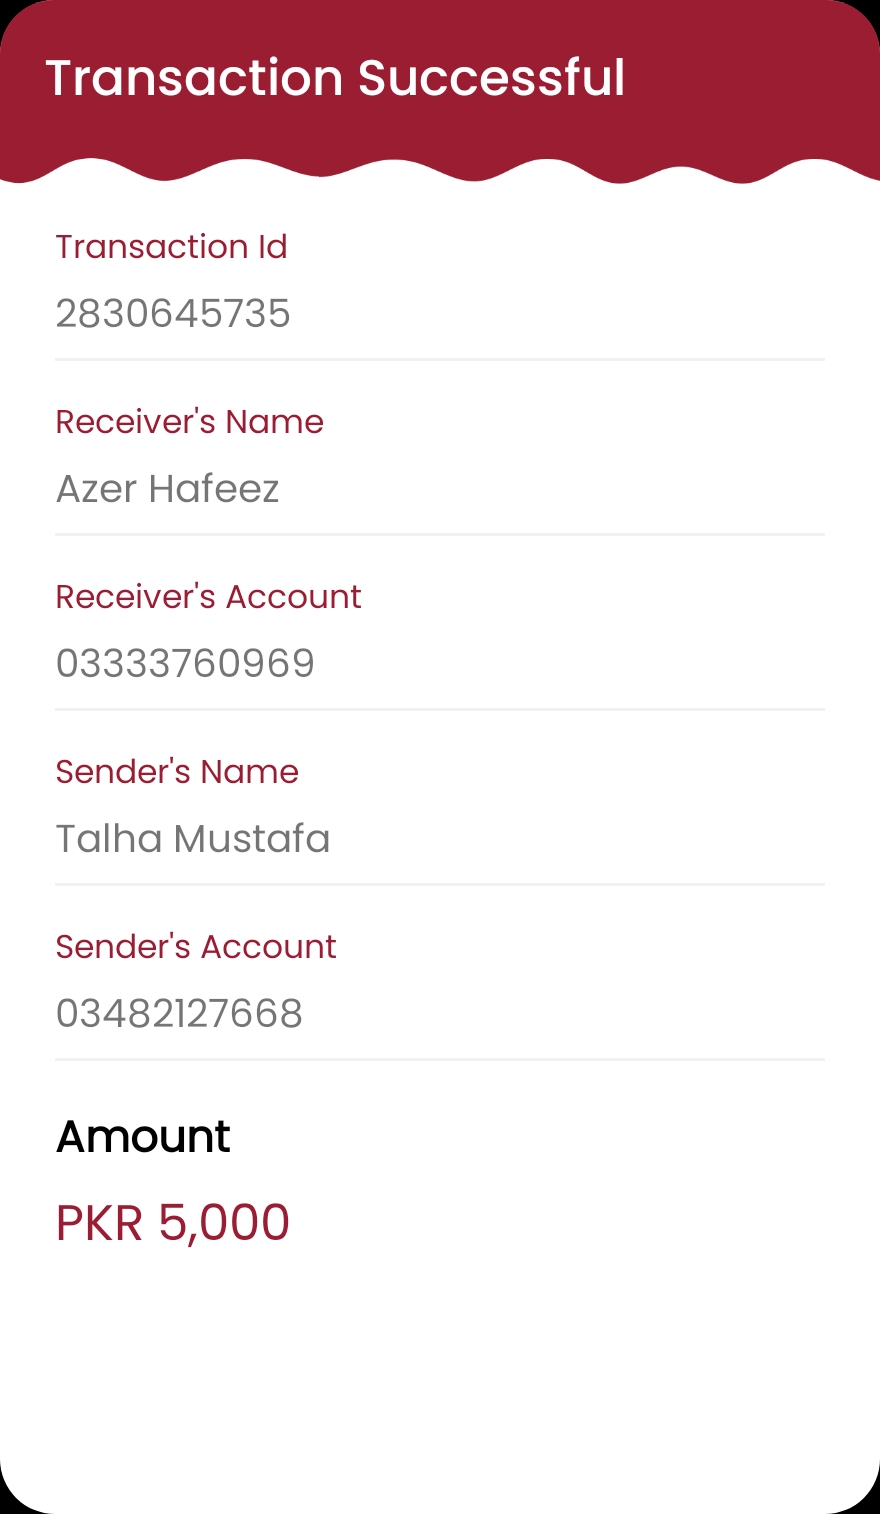 Transaction Successful
Transaction Id
2830645735
Receiver's Name
Azer Hafeez
Receiver's Account
03333760969
Sender's Name
Talha Mustafa
Sender's Account
03482127668
Amount
PKR 5,000